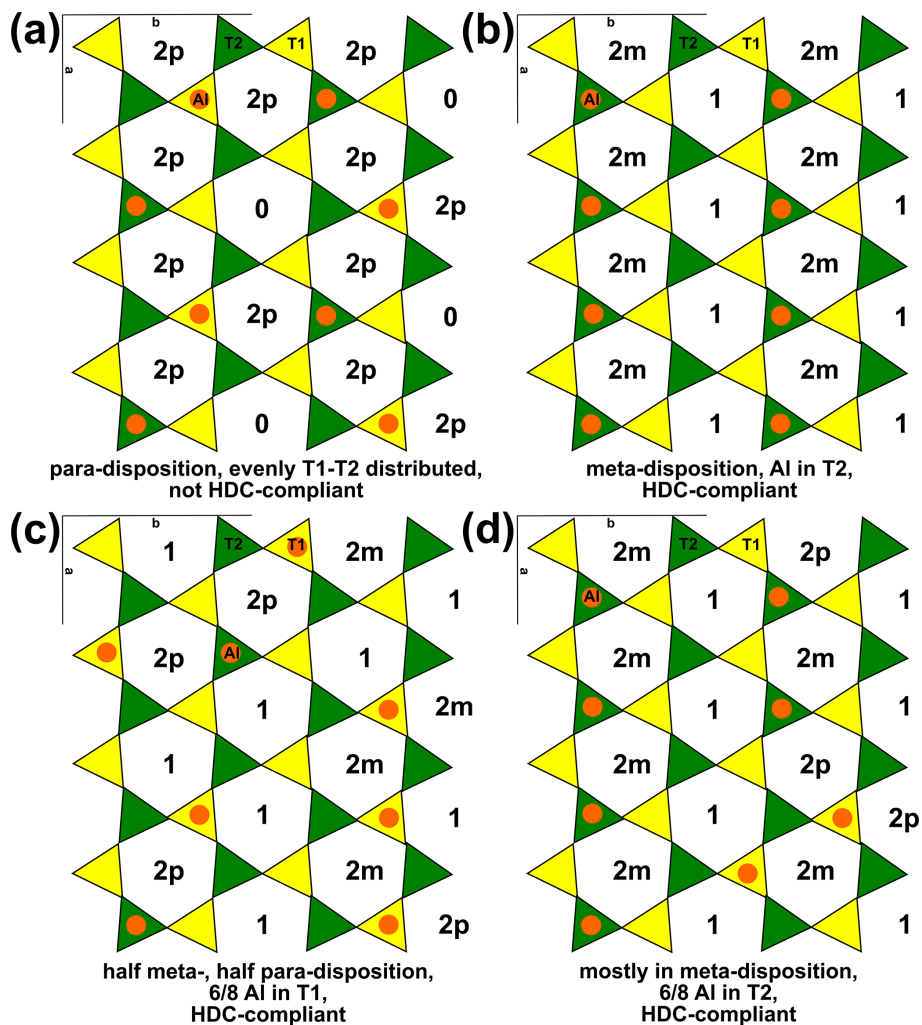 (a)
b
a
2p T2 T1 2p
Al 2p 0
2p 2p
0 2p
2p 2p
2p 0
2p 2p
0 2p
para-disposition, evenly T1-T2 distributed,
not HDC-compliant
(b)
b
a
2m T2 T1 2m
Al 1 1
2m 2m
1 1
2m 2m
1 1
2m 2m
1 1
meta-disposition, Al in T2,
HDC-compliant
(c)
b
a
1 T2 T1 2m
2p 1
2p Al 1
1 2m
1 2m
1 1
2p 2m
1 2p
half meta-, half para-disposition,
6/8 Al in T1,
HDC-compliant
(d)
b
a
2m T2 T1 2p
Al 1 1
2m 2m
1 1
2m 2p
1 2p
2m 2m
1 1
mostly in meta-disposition,
6/8 Al in T2,
HDC-compliant